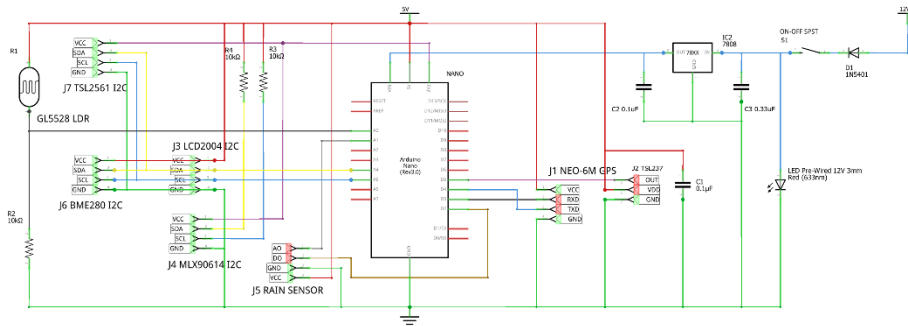 5V
12V
R1
VCC
SDA
SCL
GND
J7 TSL2561 I2C
GL5528 LDR
R4
10kΩ
R3
10kΩ
NANO
Arduino
Nano
(Rev3.0)
IC2
7808
78XX
OUT
C2 0.1uF
C3 0.33uF
ON-OFF SPST
S1
D1
1N5401
J3 LCD2004 I2C
VCC
SDA
SCL
GND
VCC
SDA
SCL
GND
J6 BME280 I2C
R2
10kΩ
VCC
SDA
SCL
GND
J4 MLX90614 I2C
AO
DO
GND
VCC
J5 RAIN SENSOR
J1 NEO-6M GPS
VCC
RXD
TXD
GND
J2 TSL237
OUT
VDD
GND
C1
0.1µF
LED Pre-Wired 12V 3mm
Red (633nm)